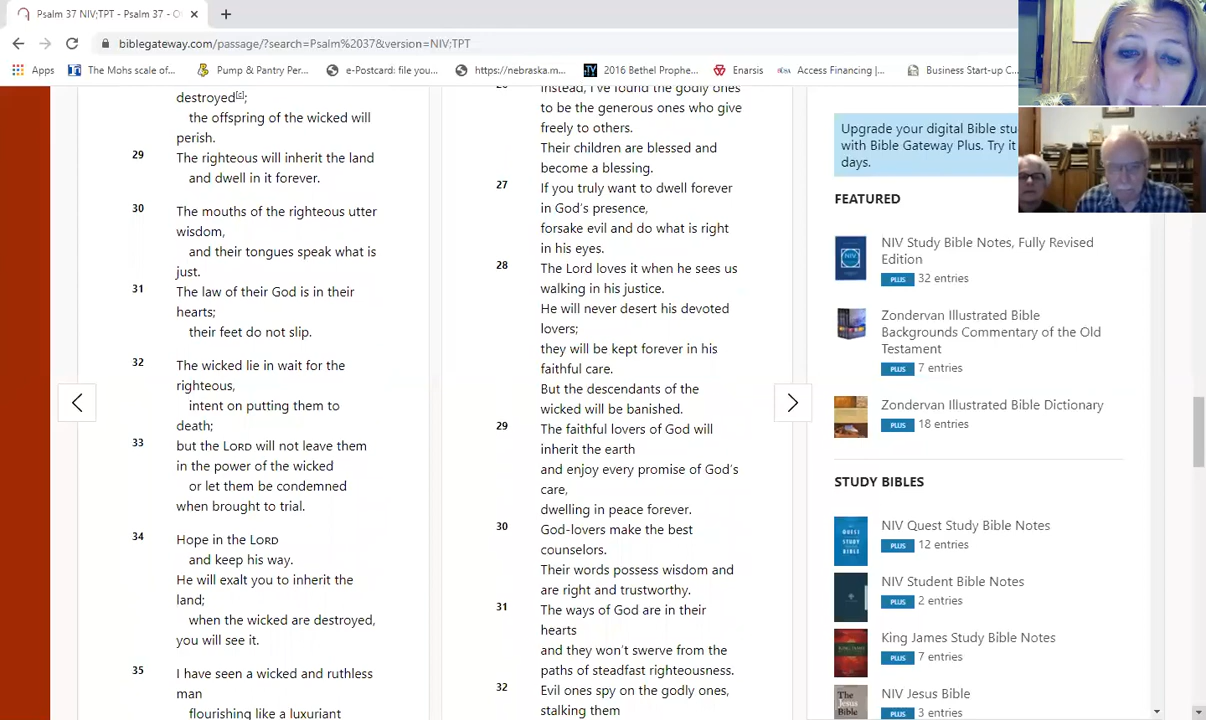 Psalm 37 NIV;TPT - Psalm 37 - O
biblegateway.com/passage/?search=Psalm%2037&version=NIV;TPT
Apps
The Mohs scale of...
Pump & Pantry Per...
e-Postcard: file you...
https://nebraska.m...
2016 Bethel Prophe...
Enarsis
Access Financing |...
Business Start-up C
destroyed[c];
the offspring of the wicked will
perish.
29 The righteous will inherit the land
and dwell in it forever.
30 The mouths of the righteous utter
wisdom,
and their tongues speak what is
just.
31 The law of their God is in their
hearts;
their feet do not slip.
32 The wicked lie in wait for the
righteous,
intent on putting them to
death;
33 but the LORD will not leave them
in the power of the wicked
or let them be condemned
when brought to trial.
34 Hope in the LORD
and keep his way.
He will exalt you to inherit the
land;
when the wicked are destroyed,
you will see it.
35 I have seen a wicked and ruthless
man
flourishing like a luxuriant
Instead, I've found the godly ones
to be the generous ones who give
freely to others.
Their children are blessed and
become a blessing.
27 If you truly want to dwell forever
in God's presence,
forsake evil and do what is right
in his eyes.
28 The Lord loves it when he sees us
walking in his justice.
He will never desert his devoted
lovers;
they will be kept forever in his
faithful care.
But the descendants of the
wicked will be banished.
29 The faithful lovers of God will
inherit the earth
and enjoy every promise of God's
care,
dwelling in peace forever.
30 God-lovers make the best
counselors.
Their words possess wisdom and
are right and trustworthy.
31 The ways of God are in their
hearts
and they won't swerve from the
paths of steadfast righteousness.
32 Evil ones spy on the godly ones,
stalking them
Upgrade your digital Bible stu
with Bible Gateway Plus. Try it
days.
FEATURED
NIV Study Bible Notes, Fully Revised
Edition
PLUS 32 entries
Zondervan Illustrated Bible
Backgrounds Commentary of the Old
Testament
PLUS 7 entries
Zondervan Illustrated Bible Dictionary
PLUS 18 entries
STUDY BIBLES
NIV Quest Study Bible Notes
PLUS 12 entries
NIV Student Bible Notes
PLUS 2 entries
King James Study Bible Notes
PLUS 7 entries
NIV Jesus Bible
PLUS 3 entries